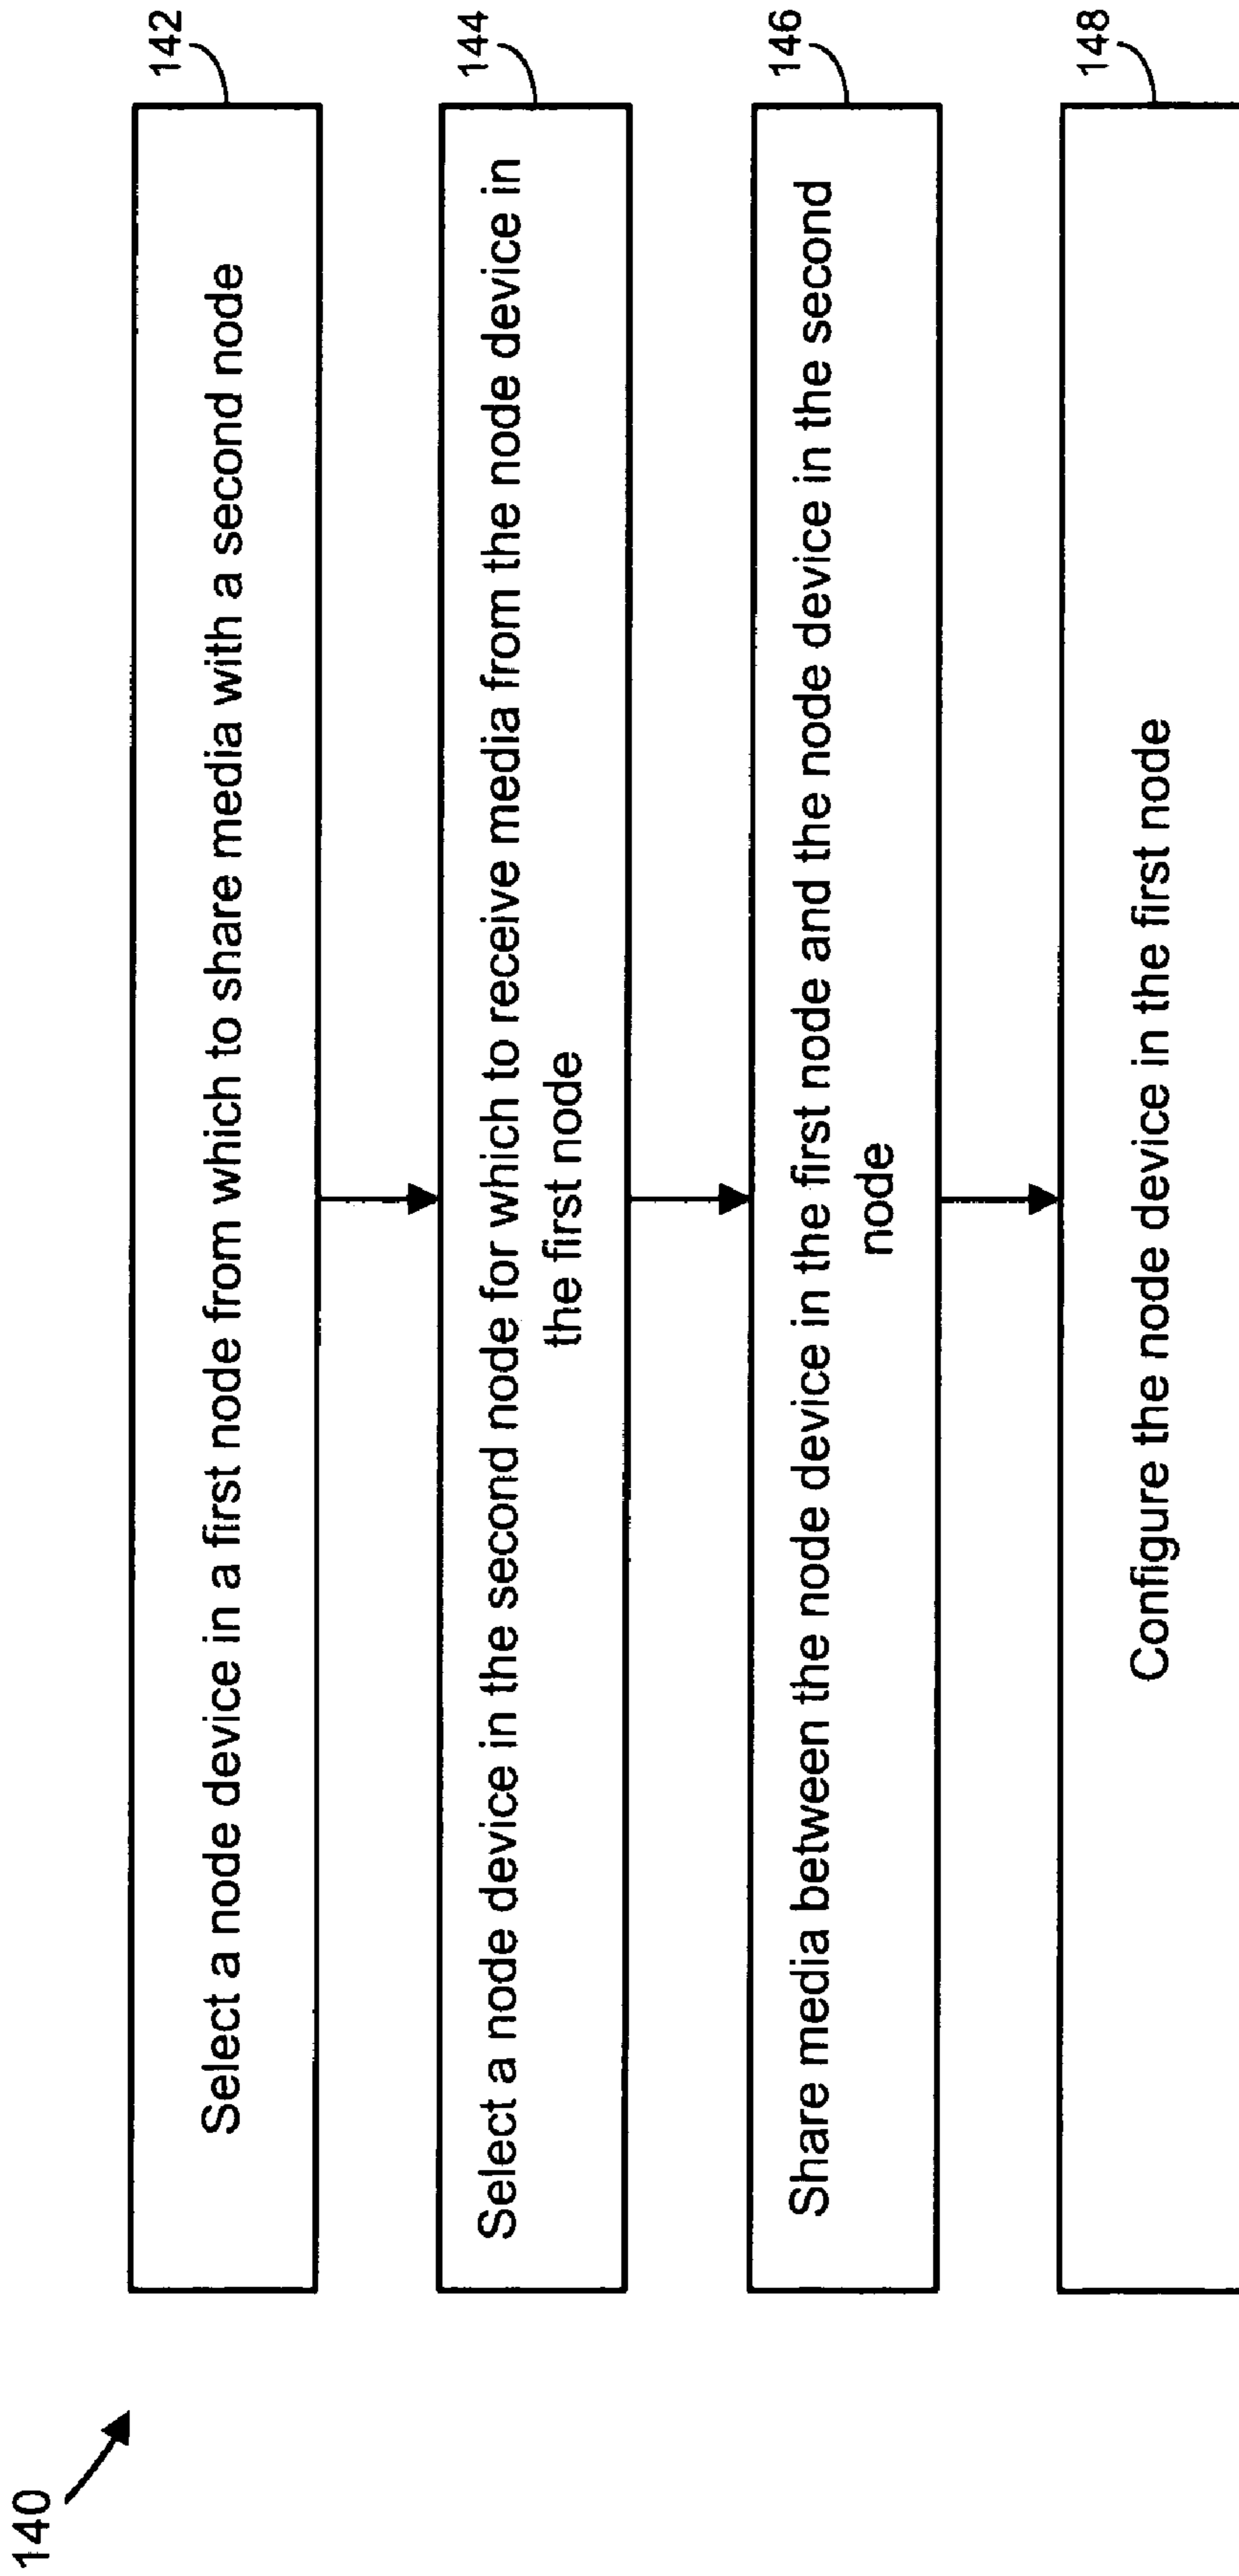 140
142
Select a node device in a first node from which to share media with a second node
144
Select a node device in the second node for which to receive media from the node device in
the first node
146
Share media between the node device in the first node and the node device in the second
node
148
Configure the node device in the first node